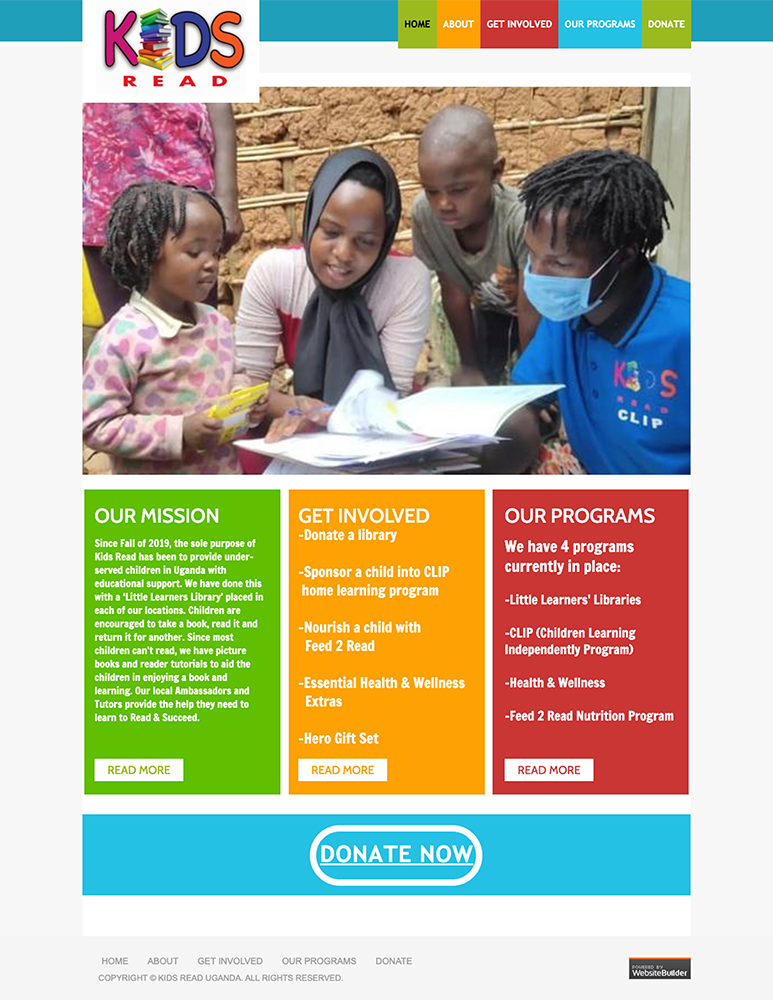 KIDS
READ
HOME ABOUT GET INVOLVED OUR PROGRAMS DONATE
KIDS
READ
CLIP
OUR MISSION
Since Fall of 2019, the sole purpose of
Kids Read has been to provide under-
served children in Uganda with
educational support. We have done this
with a 'Little Learners Library' placed in
each of our locations. Children are
encouraged to take a book, read it and
return it for another. Since most
children can't read, we have picture
books and reader tutorials to aid the
children in enjoying a book and
learning. Our local Ambassadors and
Tutors provide the help they need to
learn to Read & Succeed.
READ MORE
GET INVOLVED
-Donate a library
-Sponsor a child into CLIP
home learning program
-Nourish a child with
Feed 2 Read
-Essential Health & Wellness
Extras
-Hero Gift Set
READ MORE
OUR PROGRAMS
We have 4 programs
currently in place:
-Little Learners' Libraries
-CLIP (Children Learning
Independently Program)
-Health & Wellness
-Feed 2 Read Nutrition Program
READ MORE
DONATE NOW
HOME ABOUT GET INVOLVED OUR PROGRAMS DONATE
COPYRIGHT © KIDS READ UGANDA. ALL RIGHTS RESERVED.
POWERED BY
WebsiteBuilder